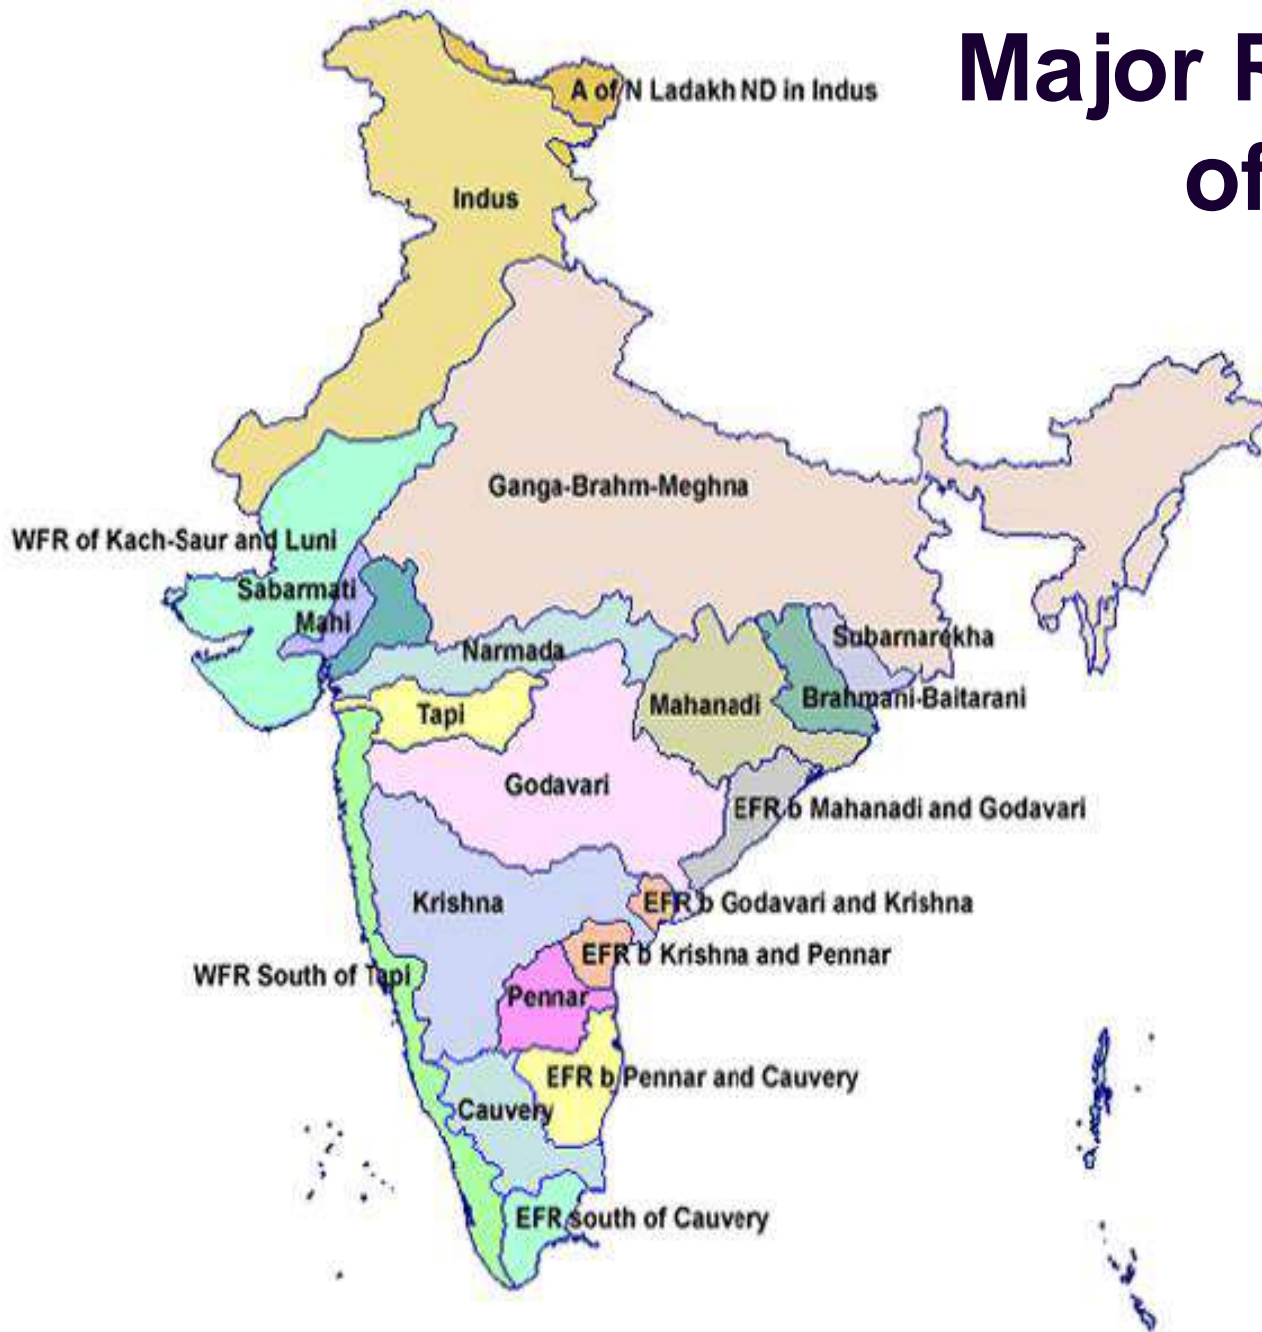 Major R
of
A of N Ladakh ND in Indus
Indus
Ganga-Brahm-Meghna
WFR of Kach-Saur and Luni
Sabarmati
Mahi
Narmada
Subarnarekha
Brahmani-Baitarani
Mahanadi
Tapi
Godavari
EFR b Mahanadi and Godavari
Krishna
EFR b Godavari and Krishna
EFR b Krishna and Pennar
WFR South of Tapi
Pennar
EFR b Pennar and Cauvery
Cauvery
EFR south of Cauvery